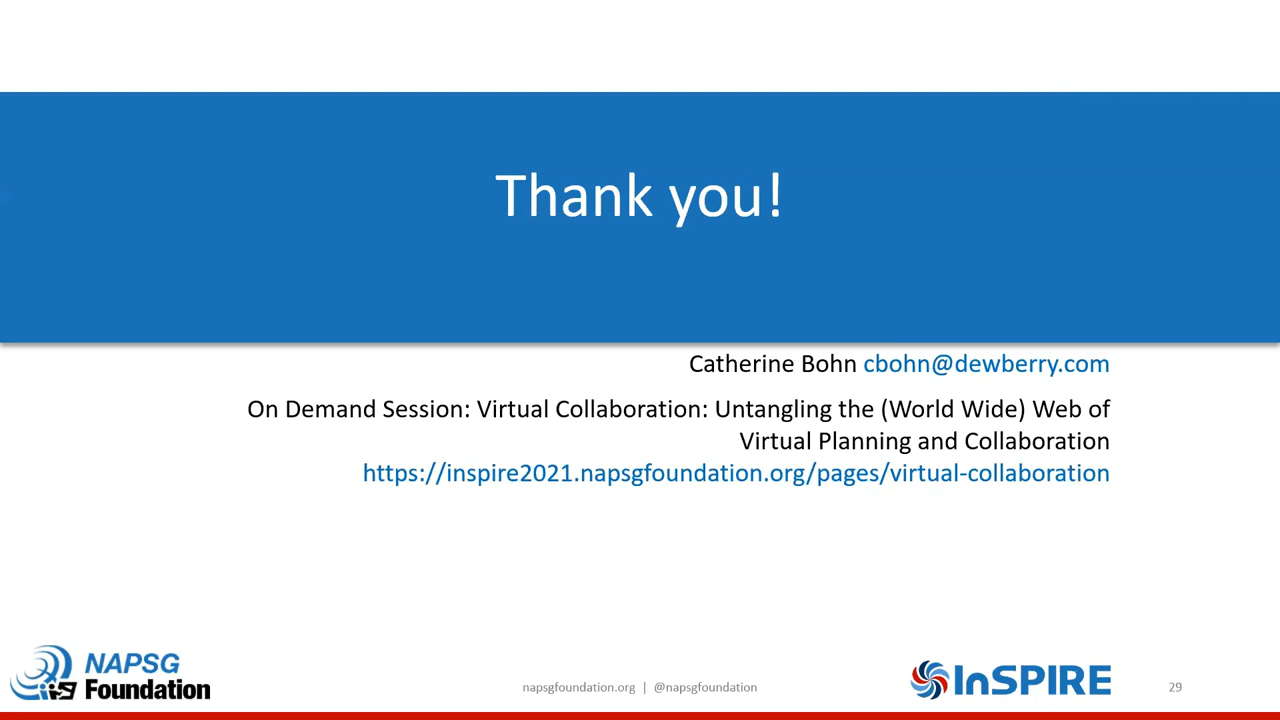 Thank you!
Catherine Bohn cbohn@dewberry.com
On Demand Session: Virtual Collaboration: Untangling the (World Wide) Web of
Virtual Planning and Collaboration
https://inspire2021.napsgfoundation.org/pages/virtual-collaboration
NAPSG
Foundation
napsgfoundation.org | @napsgfoundation
InSPIRE
29